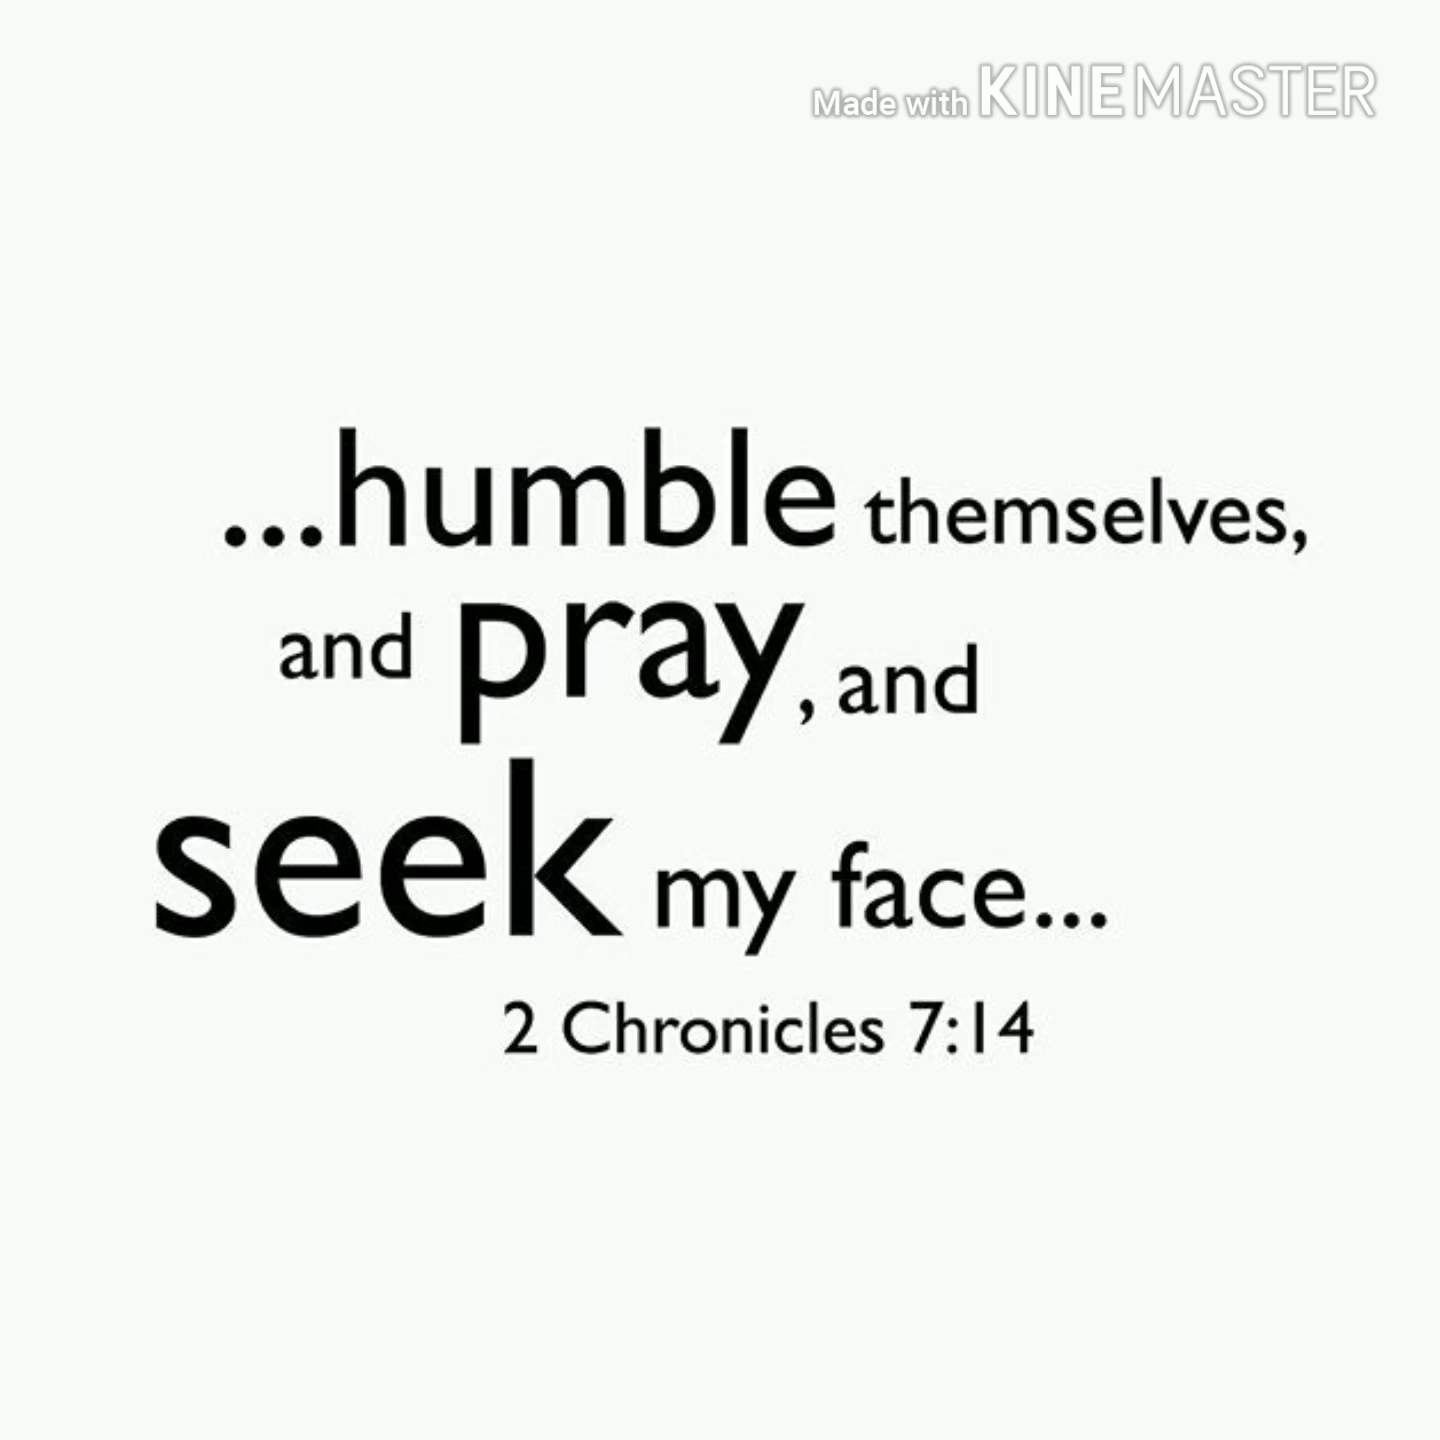 Made with KINEMASTER
...humble themselves,
and pray, and
seek my face...
2 Chronicles 7:14